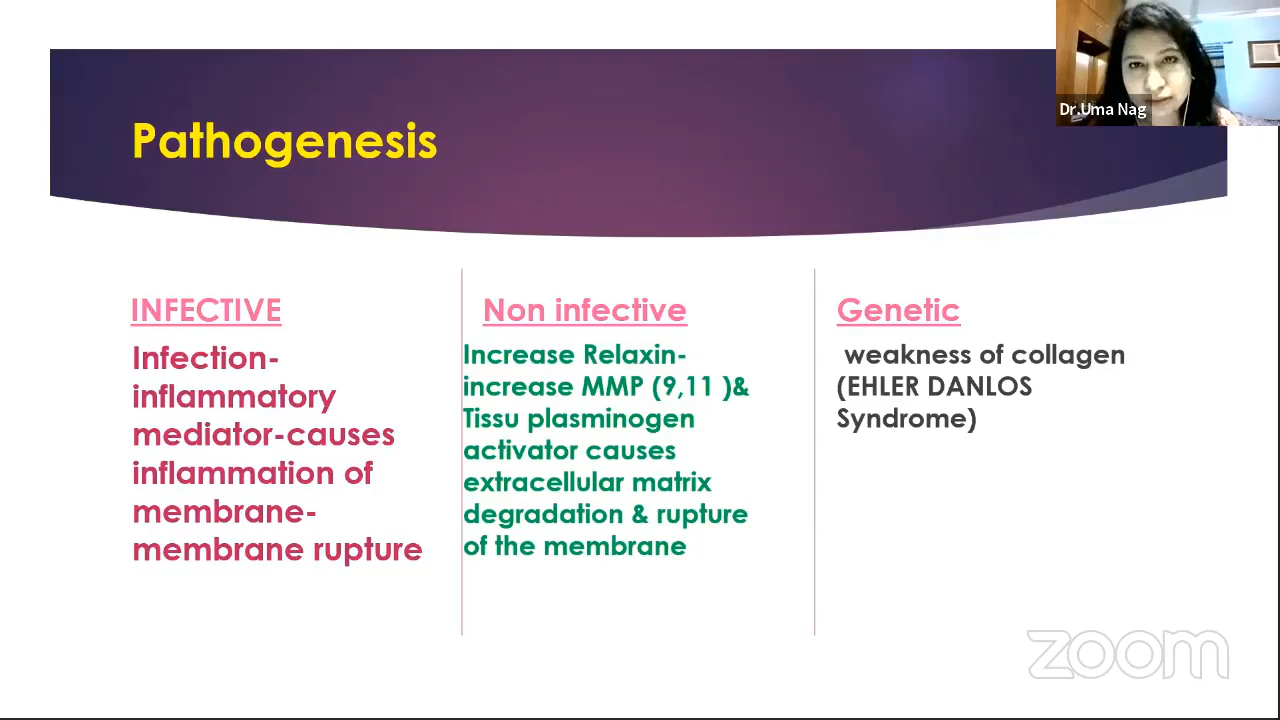 Dr.Uma Nag
Pathogenesis
INFECTIVE
Infection-
inflammatory
mediator-causes
inflammation of
membrane-
membrane rupture
Non infective
Increase Relaxin-
increase MMP (9,11 )&
Tissu plasminogen
activator causes
extracellular matrix
degradation & rupture
of the membrane
Genetic
weakness of collagen
(EHLER DANLOS
Syndrome)
zoom